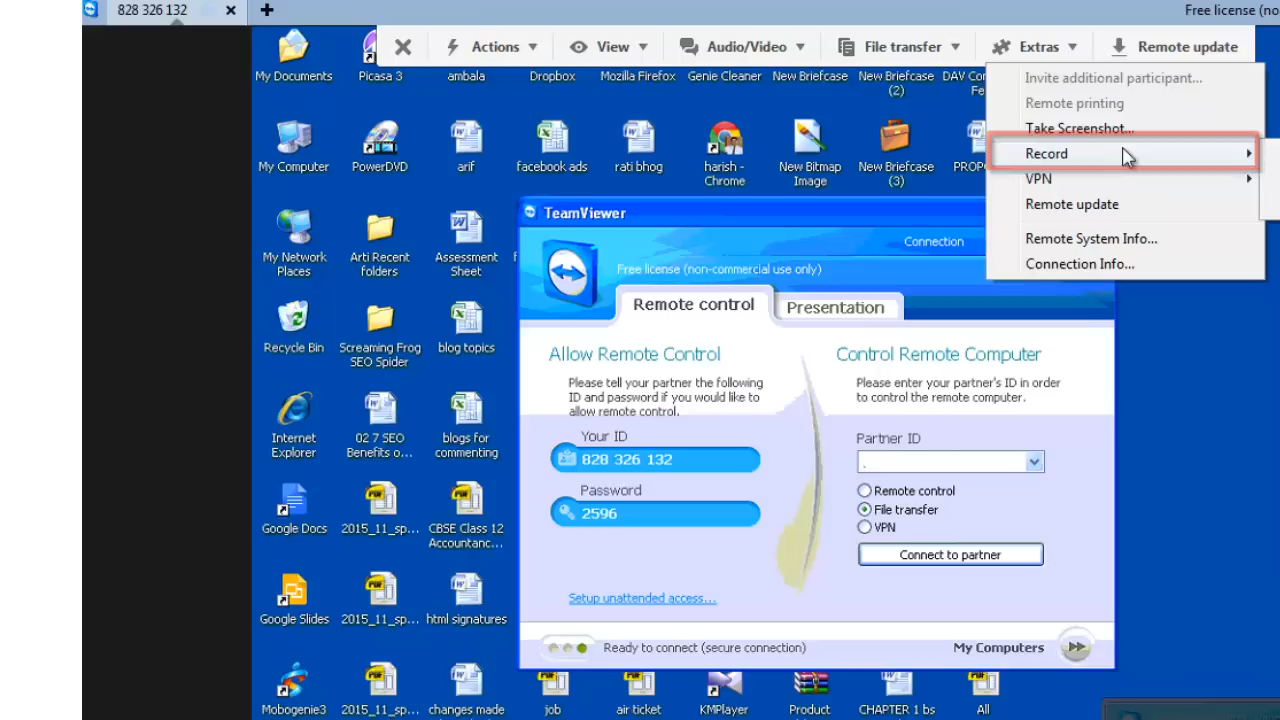 828 326 132
Free license (no
Actions
View
Audio/Video
File transfer
Extras
Remote update
My Documents
Picasa 3
ambala
Dropbox
Mozilla Firefox
Genie Cleaner
New Briefcase
New Briefcase
(2)
DAV Con
Fe
Invite additional participant...
Remote printing
Take Screenshot...
Record
VPN
Remote update
Remote System Info...
Connection Info...
My Computer
PowerDVD
arif
facebook ads
rati bhog
harish -
Chrome
New Bitmap
Image
New Briefcase
(3)
PROP
My Network
Places
Arti Recent
folders
Assessment
Sheet
Recycle Bin
Screaming Frog
SEO Spider
blog topics
Internet
Explorer
02 7 SEO
Benefits o...
blogs for
commenting
Google Docs
2015_11_sp...
CBSE Class 12
Accountanc...
Google Slides
2015_11_sp...
html signatures
Mobogenie3
2015_11_sp...
changes made
job
air ticket
KMPlayer
Product
CHAPTER 1 bs
All
TeamViewer
Connection
Free license (non-commercial use only)
Remote control
Presentation
Allow Remote Control
Please tell your partner the following
ID and password if you would like to
allow remote control.
Your ID
828 326 132
Password
2596
Setup unattended access...
Control Remote Computer
Please enter your partner's ID in order
to control the remote computer.
Partner ID
.
Remote control
File transfer
VPN
Connect to partner
Ready to connect (secure connection)
My Computers